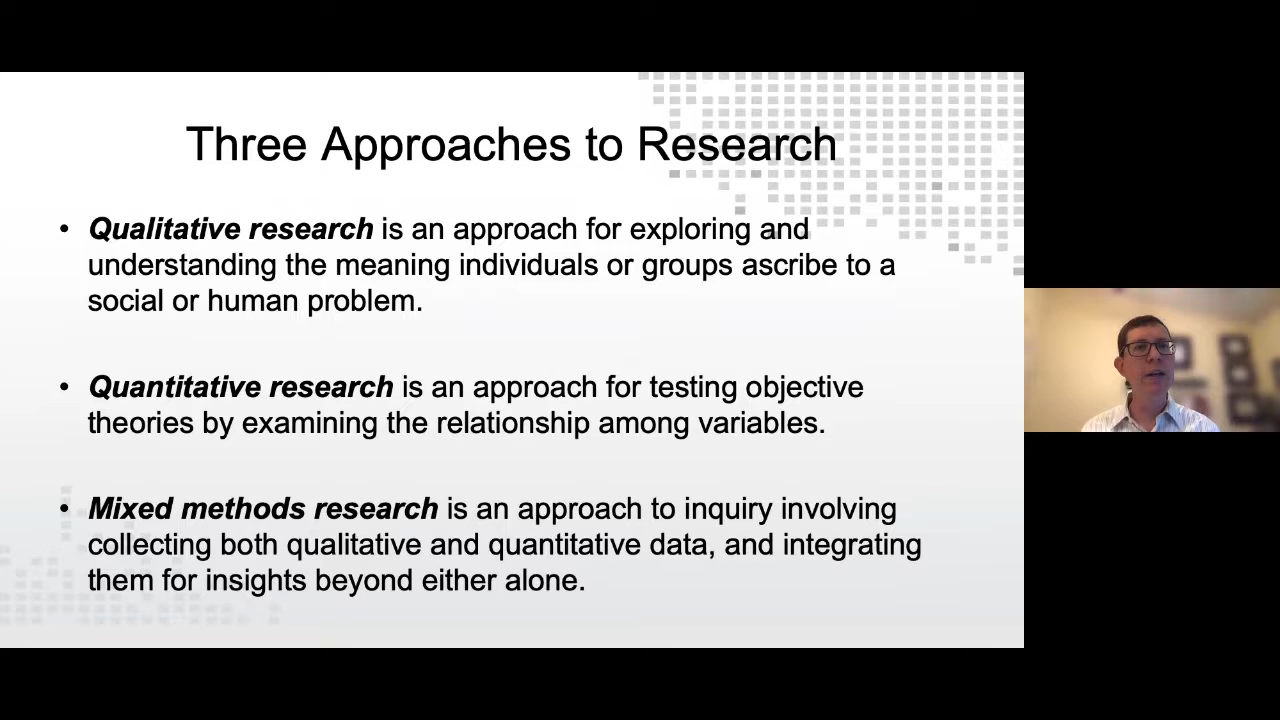 Three Approaches to Research
• Qualitative research is an approach for exploring and
understanding the meaning individuals or groups ascribe to a
social or human problem.
• Quantitative research is an approach for testing objective
theories by examining the relationship among variables.
• Mixed methods research is an approach to inquiry involving
collecting both qualitative and quantitative data, and integrating
them for insights beyond either alone.